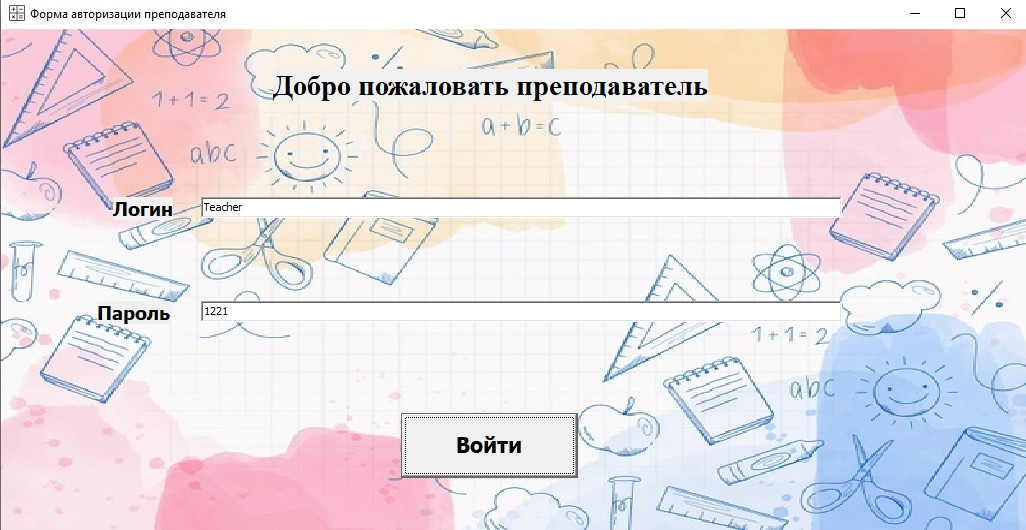 Форма авторизации преподавателя
Добро пожаловать преподаватель
1+1=2
a+b=c
abc
Логин
Teacher
Пароль
1221
1+1=2
abc
Войти